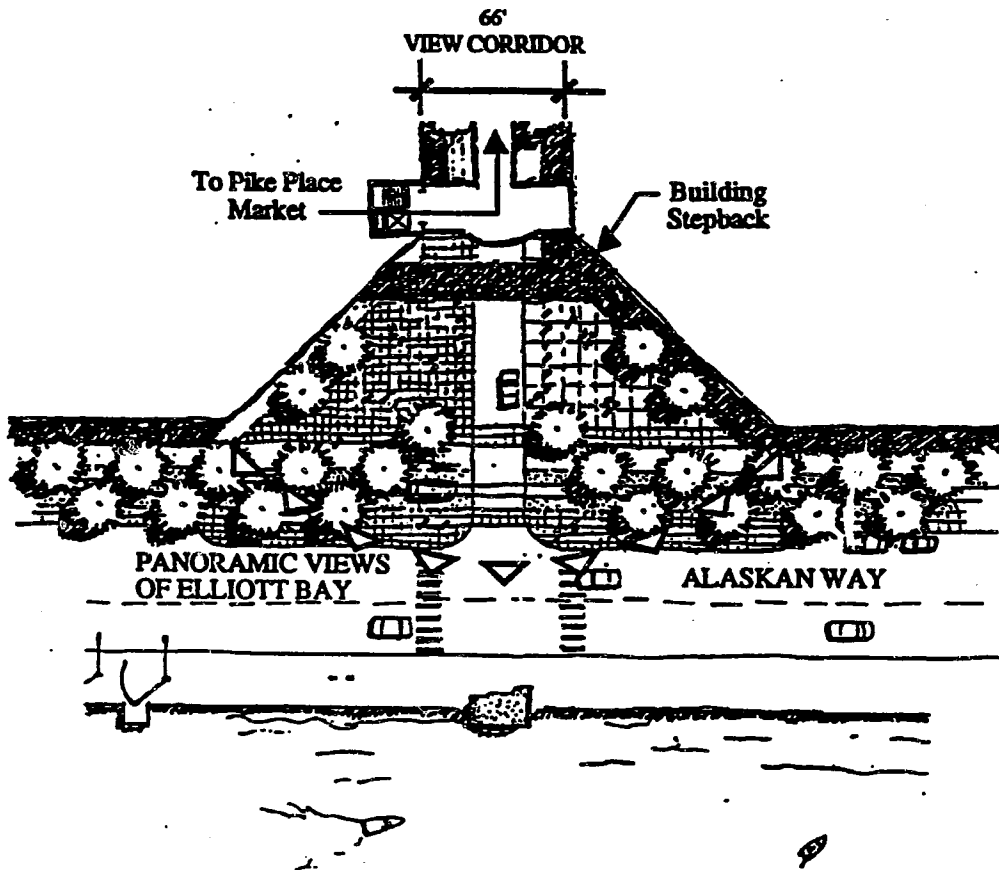 66'
VIEW CORRIDOR
To Pike Place
Market
Building
Stepback
PANORAMIC VIEWS
OF ELLIOTT BAY
ALASKAN WAY